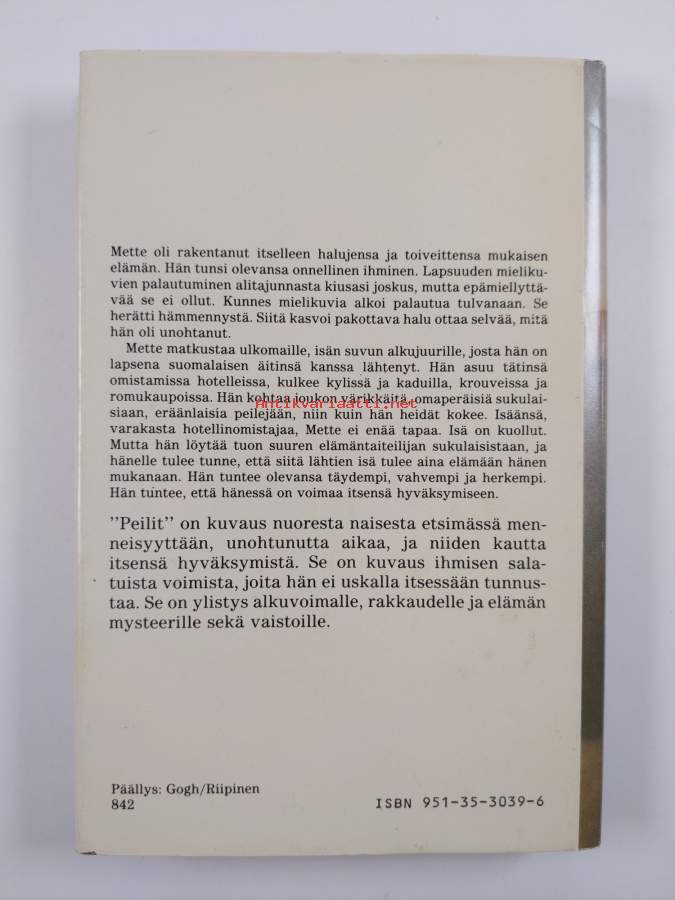 Mette oli rakentanut itselleen halujensa ja toiveittensa mukaisen
elämän. Hän tunsi olevansa onnellinen ihminen. Lapsuuden mieliku-
vien palautuminen alitajunnasta kiusasi joskus, mutta epämiellyttä-
vää se ei ollut. Kunnes mielikuvia alkoi palautua tulvanaan. Se
herätti hämmennystä. Siitä kasvoi pakottava halu ottaa selvää, mitä
hän oli unohtanut.
Mette matkustaa ulkomaille, isän suvun alkujuurille, josta hän on
lapsena suomalaisen äitinsä kanssa lähtenyt. Hän asuu tätinsä
omistamissa hotelleissa, kulkee kylissä ja kaduilla, krouveissa ja
romukaupoissa. Hän kohtaa joukon värikkäitä, omaperäisiä sukulai-
Antikvariaatti.net
siaan, eräänlaisia peilejään, niin kuin hän heidät kokee. Isäänsä,
varakasta hotellinomistajaa, Mette ei enää tapaa. Isä on kuollut.
Mutta hän löytää tuon suuren elämäntaiteilijan sukulaisistaan, ja
hänelle tulee tunne, että siitä lähtien isä tulee aina elämään hänen
mukanaan. Hän tuntee olevansa täydempi, vahvempi ja herkempi.
Hän tuntee, että hänessä on voimaa itsensä hyväksymiseen.
"Peilit" on kuvaus nuoresta naisesta etsimässä men-
neisyyttään, unohtunutta aikaa, ja niiden kautta
itsensä hyväksymistä. Se on kuvaus ihmisen sala-
tuista voimista, joita hän ei uskalla itsessään tunnus-
taa. Se on ylistys alkuvoimalle, rakkaudelle ja elämän
mysteerille sekä vaistoille.
Päällys: Gogh/Riipinen
842
ISBN 951-35-3039-6